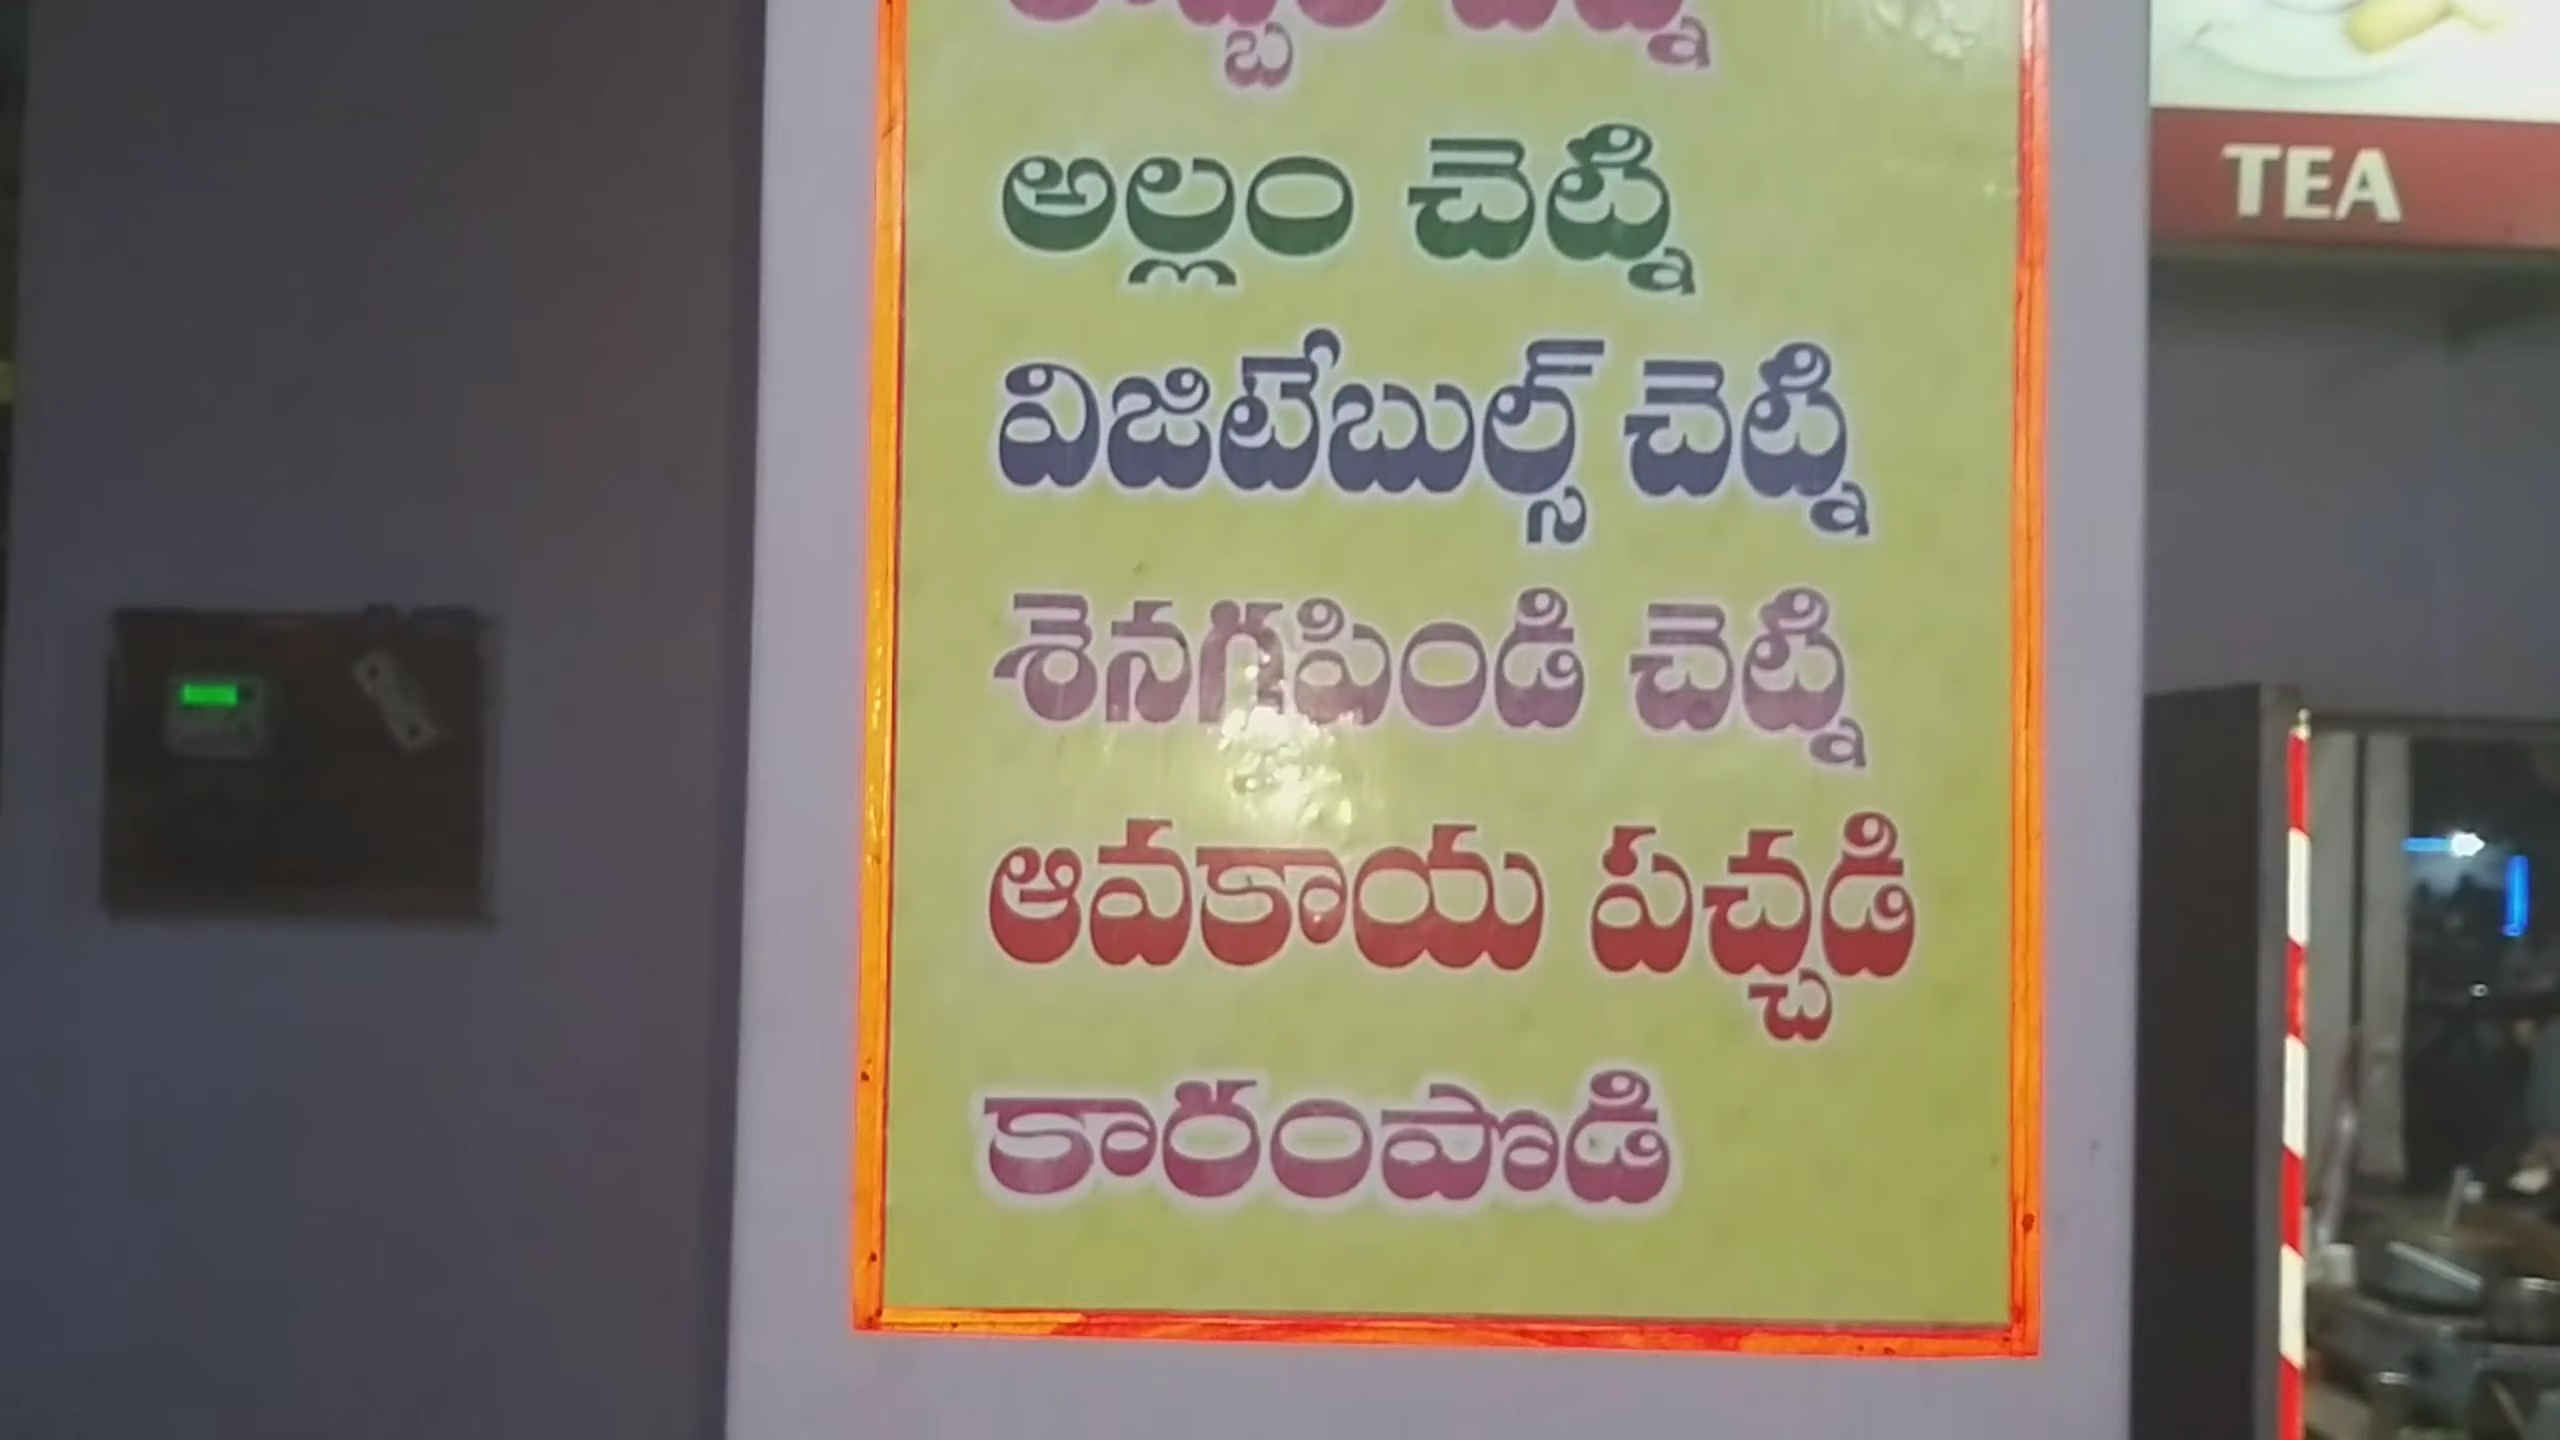 అల్లం చెట్ని
TEA
విజిటేబుల్స్ చెట్ని
శెనగపిండి చెట్ని
ఆవకాయ పచ్చడి
కారంపొడి